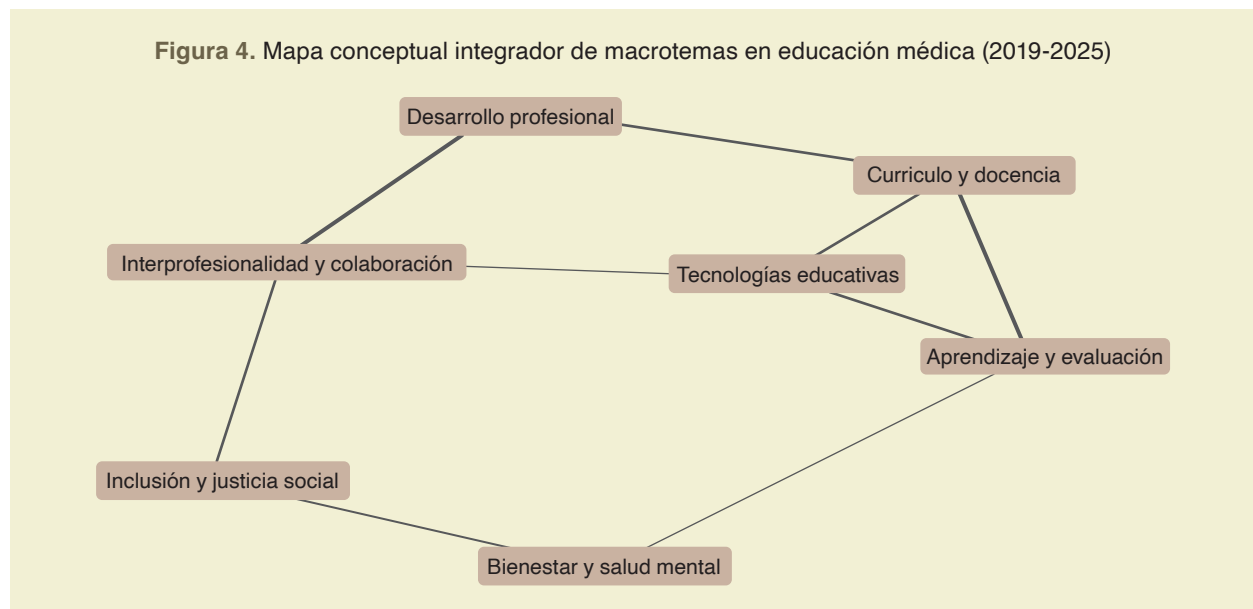 Figura 4. Mapa conceptual integrador de macrotemas en educación médica (2019-2025)
Desarrollo profesional
Curriculo y docencia
Interprofesionalidad y colaboración
Tecnologías educativas
Aprendizaje y evaluación
Inclusión y justicia social
Bienestar y salud mental